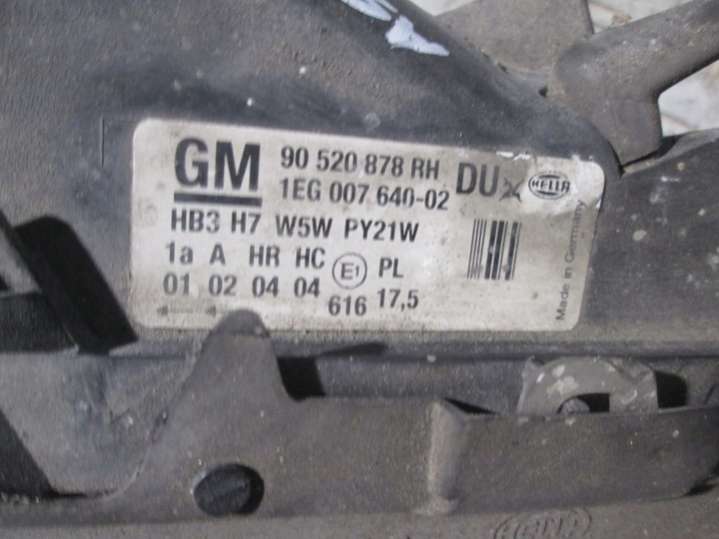 GM 90 520 878 RH DU HELLA
1EG 007 640-02
HB3 H7 W5W PY21W
1a A HR HC E1 PL
01 02 04 04 616 17,5
Made in Germany
HELLA